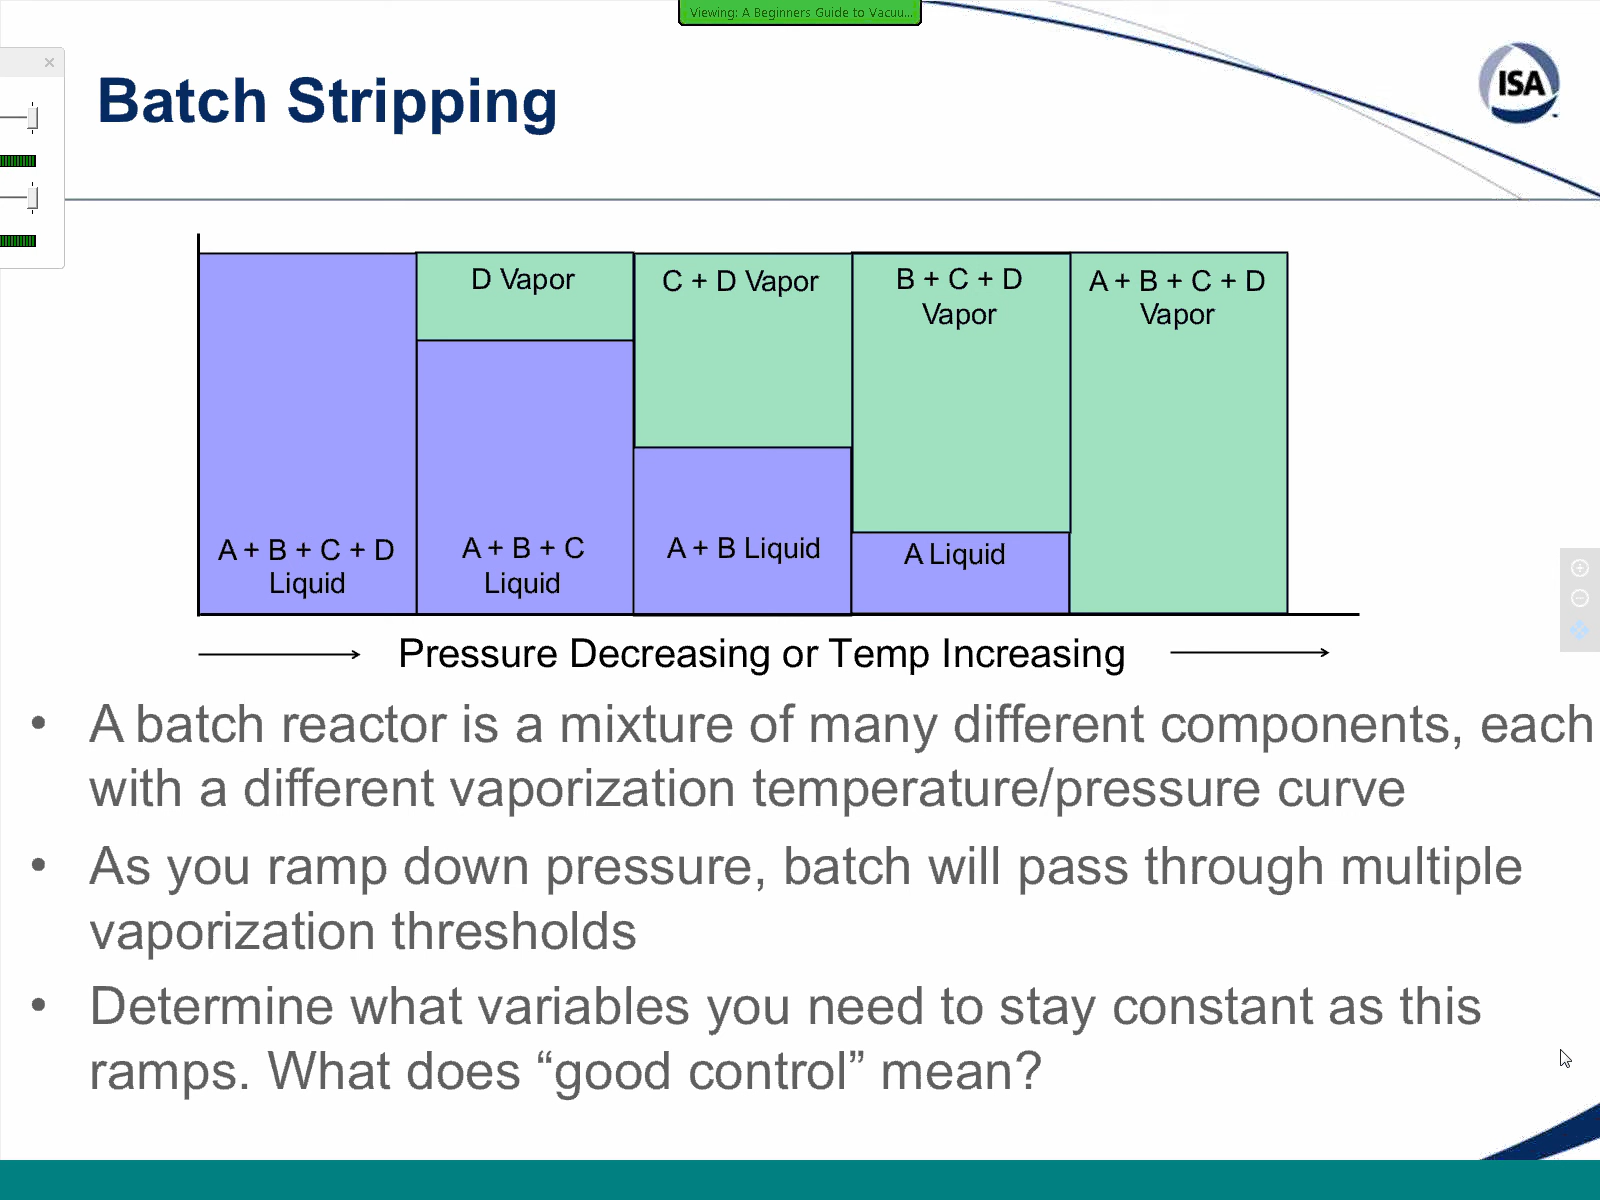 Viewing: A Beginners Guide to Vacuu...
Batch Stripping
ISA
D Vapor
C + D Vapor
B + C + D
Vapor
A + B + C + D
Vapor
A + B + C + D
Liquid
A + B + C
Liquid
A + B Liquid
A Liquid
Pressure Decreasing or Temp Increasing
• A batch reactor is a mixture of many different components, each
with a different vaporization temperature/pressure curve
• As you ramp down pressure, batch will pass through multiple
vaporization thresholds
• Determine what variables you need to stay constant as this
ramps. What does “good control” mean?